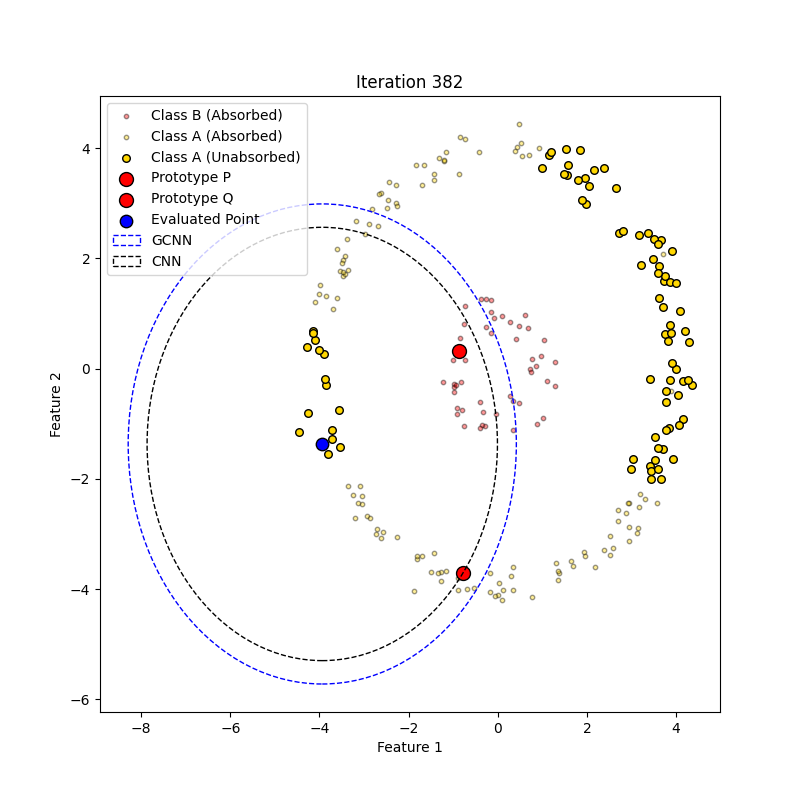 Iteration 382
Class B (Absorbed)
Class A (Absorbed)
Class A (Unabsorbed)
Prototype P
Prototype Q
Evaluated Point
GCNN
CNN
4
2
0
−2
−4
−6
Feature 2
−8 −6 −4 −2 0 2 4
Feature 1